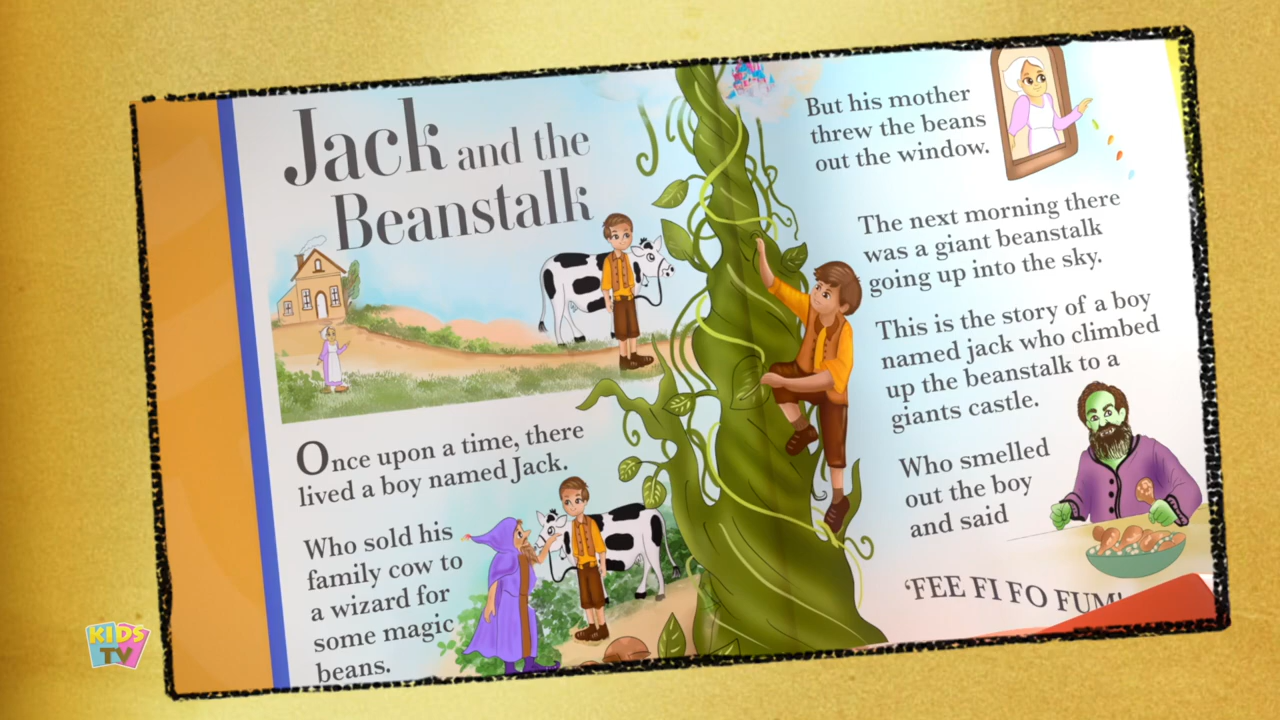 Jack and the
Beanstalk
Once upon a time, there
lived a boy named Jack.
Who sold his
family cow to
a wizard for
some magic
beans.
But his mother
threw the beans
out the window.
The next morning there
was a giant beanstalk
going up into the sky.
This is the story of a boy
named jack who climbed
up the beanstalk to a
giants castle.
Who smelled
out the boy
and said
‘FEE FI FO FUM!
KIDS
TV